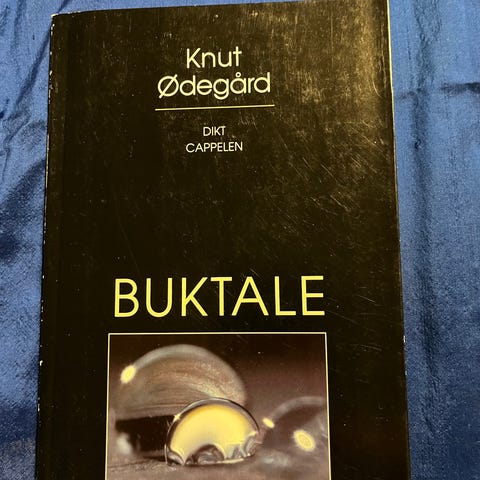 Knut
Ødegård
DIKT
CAPPELEN
BUKTALE